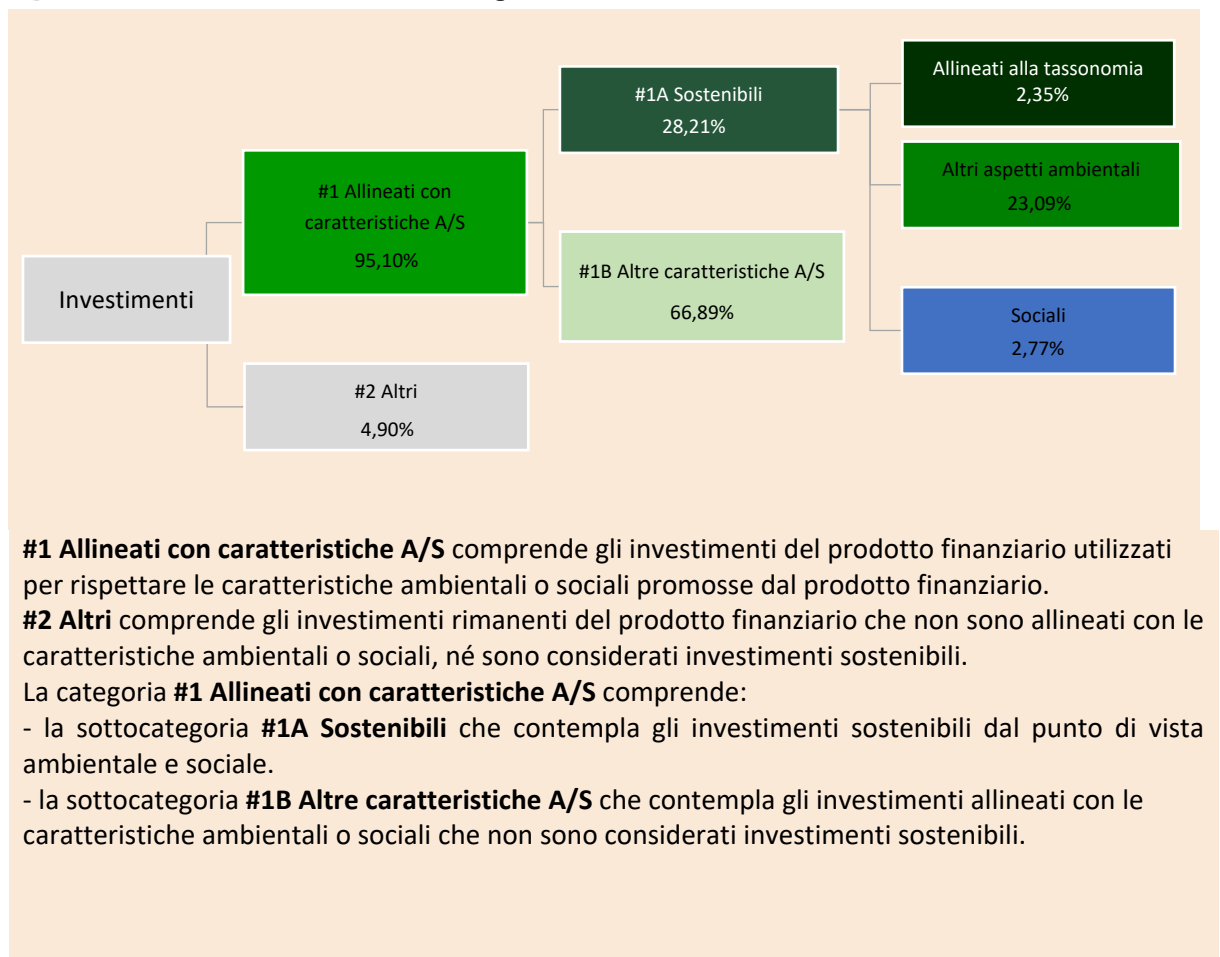 Allineati alla tassonomia
2,35%
#1A Sostenibili
28,21%
Altri aspetti ambientali
23,09%
#1 Allineati con
caratteristiche A/S
95,10%
#1B Altre caratteristiche A/S
66,89%
Investimenti
Sociali
2,77%
#2 Altri
4,90%
#1 Allineati con caratteristiche A/S comprende gli investimenti del prodotto finanziario utilizzati
per rispettare le caratteristiche ambientali o sociali promosse dal prodotto finanziario.
#2 Altri comprende gli investimenti rimanenti del prodotto finanziario che non sono allineati con le
caratteristiche ambientali o sociali, né sono considerati investimenti sostenibili.
La categoria #1 Allineati con caratteristiche A/S comprende:
- la sottocategoria #1A Sostenibili che contempla gli investimenti sostenibili dal punto di vista
ambientale e sociale.
- la sottocategoria #1B Altre caratteristiche A/S che contempla gli investimenti allineati con le
caratteristiche ambientali o sociali che non sono considerati investimenti sostenibili.